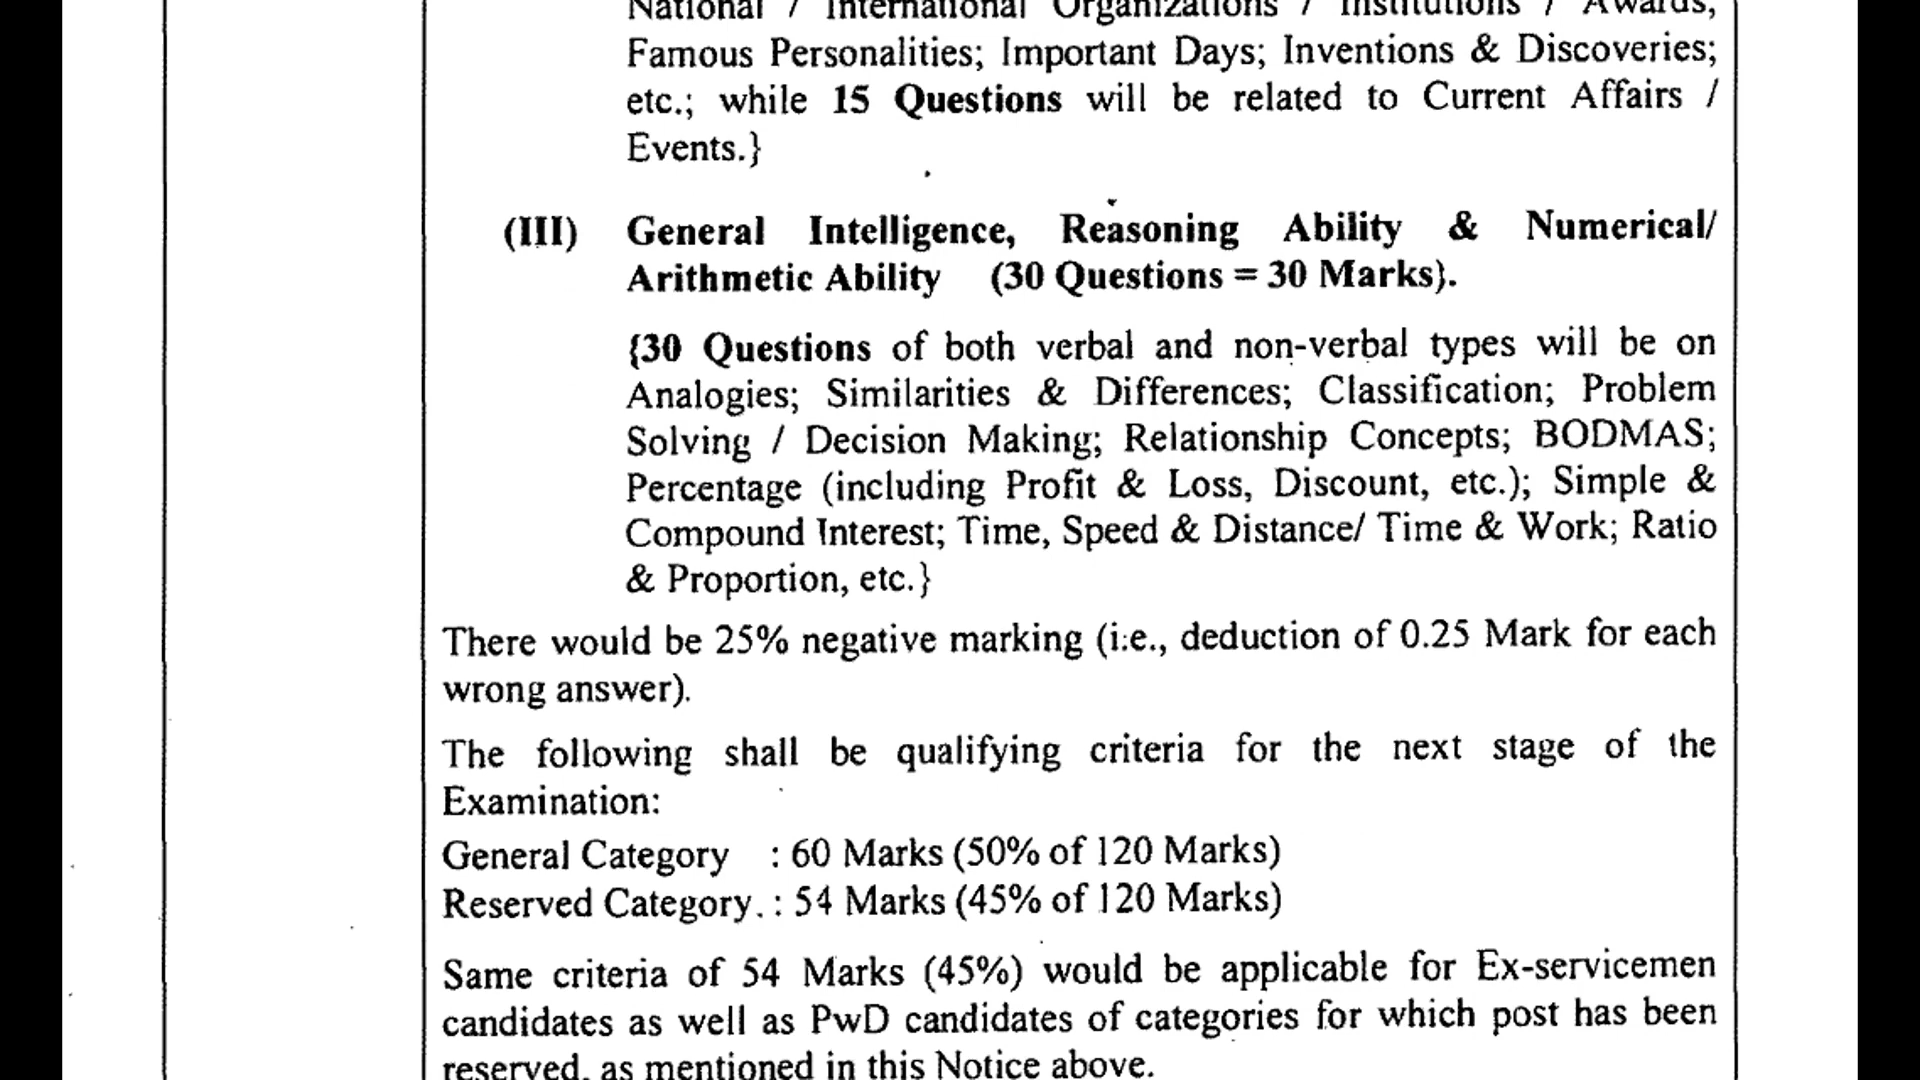 National / International Organizations / Institutions / Awards,
Famous Personalities; Important Days; Inventions & Discoveries;
etc.; while 15 Questions will be related to Current Affairs /
Events.}
(III) General Intelligence, Reasoning Ability & Numerical/
Arithmetic Ability (30 Questions = 30 Marks).
{30 Questions of both verbal and non-verbal types will be on
Analogies; Similarities & Differences; Classification; Problem
Solving / Decision Making; Relationship Concepts; BODMAS;
Percentage (including Profit & Loss, Discount, etc.); Simple &
Compound Interest; Time, Speed & Distance/ Time & Work; Ratio
& Proportion, etc.}
There would be 25% negative marking (i.e., deduction of 0.25 Mark for each
wrong answer).
The following shall be qualifying criteria for the next stage of the
Examination:
General Category : 60 Marks (50% of 120 Marks)
Reserved Category. : 54 Marks (45% of 120 Marks)
Same criteria of 54 Marks (45%) would be applicable for Ex-servicemen
candidates as well as PwD candidates of categories for which post has been
reserved, as mentioned in this Notice above.